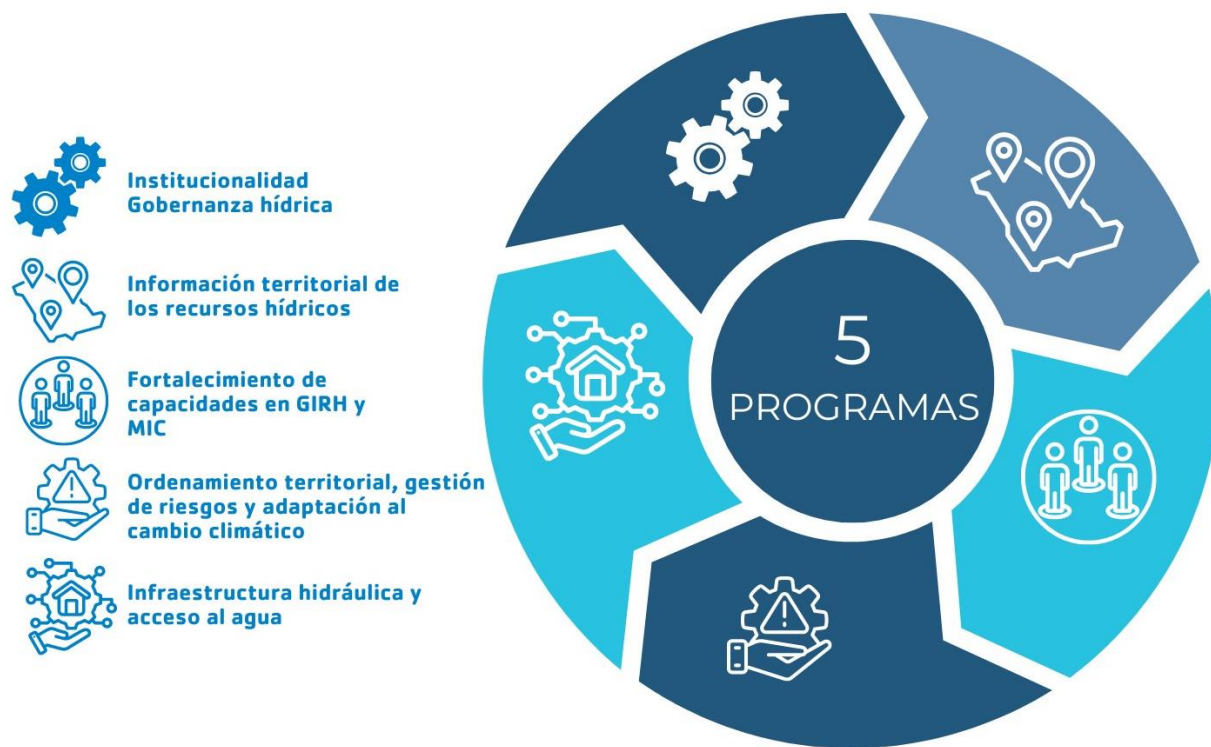 Institucionalidad
Gobernanza hídrica
Información territorial de
los recursos hídricos
Fortalecimiento de
capacidades en GIRH y
MIC
Ordenamiento territorial, gestión
de riesgos y adaptación al
cambio climático
Infraestructura hidráulica y
acceso al agua
5
PROGRAMAS